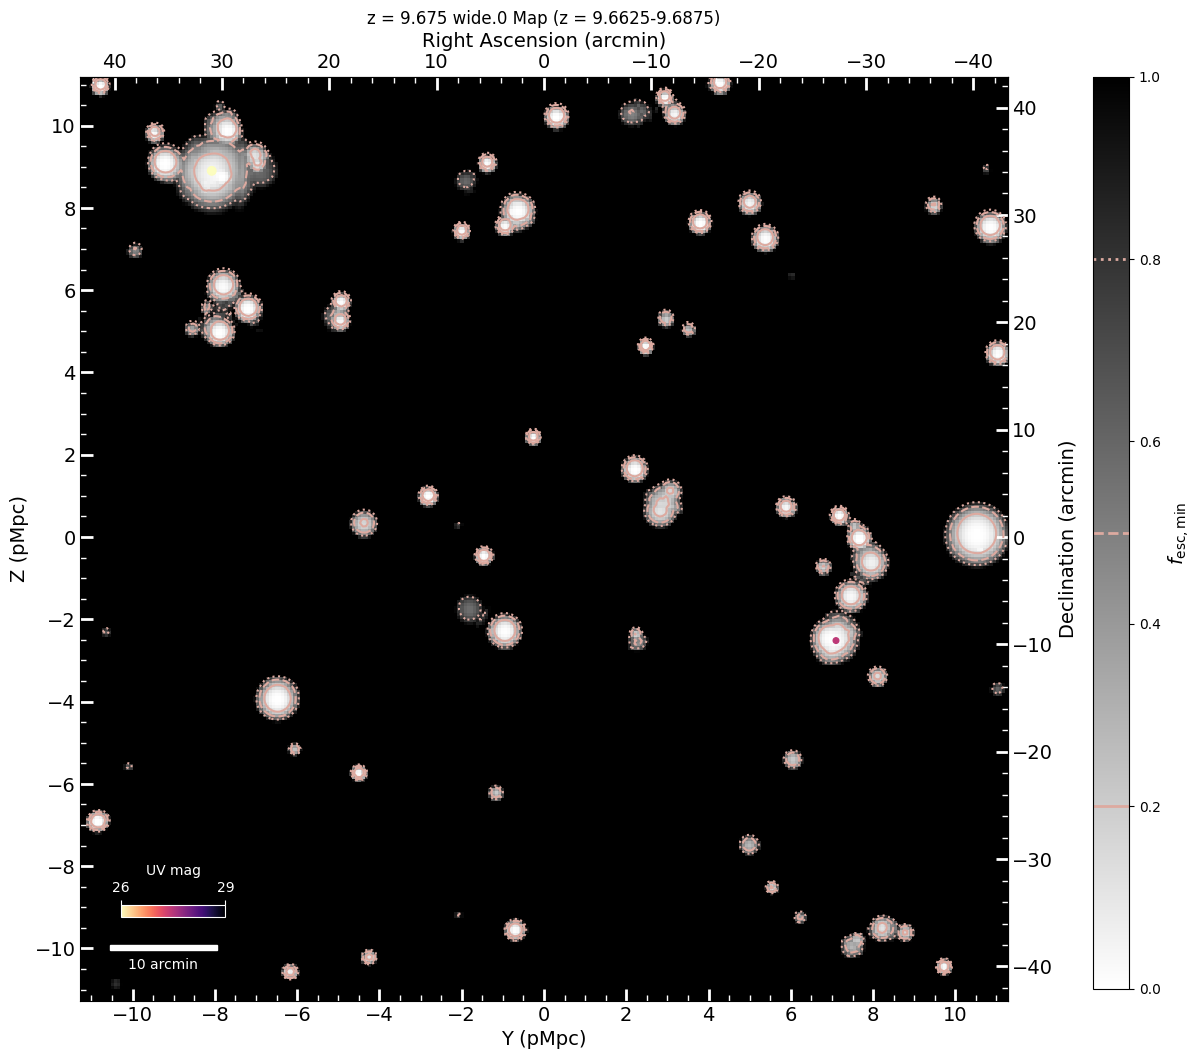 z = 9.675 wide.0 Map (z = 9.6625-9.6875)
Right Ascension (arcmin)
40 30 20 10 0 −10 −20 −30 −40
10
8
6
4
2
0
−2
−4
−6
−8
−10
Z (pMpc)
UV mag
26 29
10 arcmin
−10 −8 −6 −4 −2 0 2 4 6 8 10
Y (pMpc)
40
30
20
10
0
−10
−20
−30
−40
Declination (arcmin)
1.0
0.8
0.6
0.4
0.2
0.0
f_esc,min